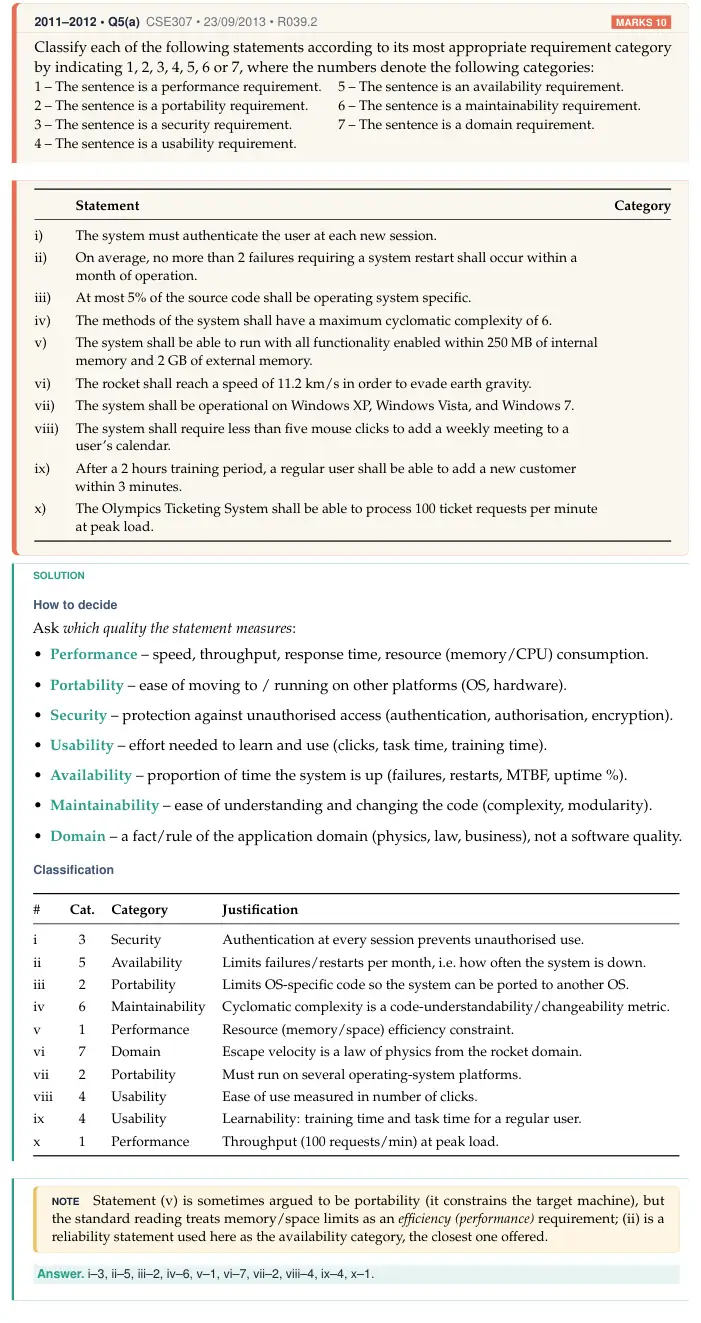 2011–2012 • Q5(a) CSE307 • 23/09/2013 • R039.2 MARKS 10
Classify each of the following statements according to its most appropriate requirement category
by indicating 1, 2, 3, 4, 5, 6 or 7, where the numbers denote the following categories:
1 – The sentence is a performance requirement. 5 – The sentence is an availability requirement.
2 – The sentence is a portability requirement. 6 – The sentence is a maintainability requirement.
3 – The sentence is a security requirement. 7 – The sentence is a domain requirement.
4 – The sentence is a usability requirement.
Statement Category
i) The system must authenticate the user at each new session.
ii) On average, no more than 2 failures requiring a system restart shall occur within a
month of operation.
iii) At most 5% of the source code shall be operating system specific.
iv) The methods of the system shall have a maximum cyclomatic complexity of 6.
v) The system shall be able to run with all functionality enabled within 250 MB of internal
memory and 2 GB of external memory.
vi) The rocket shall reach a speed of 11.2 km/s in order to evade earth gravity.
vii) The system shall be operational on Windows XP, Windows Vista, and Windows 7.
viii) The system shall require less than five mouse clicks to add a weekly meeting to a
user's calendar.
ix) After a 2 hours training period, a regular user shall be able to add a new customer
within 3 minutes.
x) The Olympics Ticketing System shall be able to process 100 ticket requests per minute
at peak load.
SOLUTION
How to decide
Ask which quality the statement measures:
• Performance – speed, throughput, response time, resource (memory/CPU) consumption.
• Portability – ease of moving to / running on other platforms (OS, hardware).
• Security – protection against unauthorised access (authentication, authorisation, encryption).
• Usability – effort needed to learn and use (clicks, task time, training time).
• Availability – proportion of time the system is up (failures, restarts, MTBF, uptime %).
• Maintainability – ease of understanding and changing the code (complexity, modularity).
• Domain – a fact/rule of the application domain (physics, law, business), not a software quality.
Classification
# Cat. Category Justification
i 3 Security Authentication at every session prevents unauthorised use.
ii 5 Availability Limits failures/restarts per month, i.e. how often the system is down.
iii 2 Portability Limits OS-specific code so the system can be ported to another OS.
iv 6 Maintainability Cyclomatic complexity is a code-understandability/changeability metric.
v 1 Performance Resource (memory/space) efficiency constraint.
vi 7 Domain Escape velocity is a law of physics from the rocket domain.
vii 2 Portability Must run on several operating-system platforms.
viii 4 Usability Ease of use measured in number of clicks.
ix 4 Usability Learnability: training time and task time for a regular user.
x 1 Performance Throughput (100 requests/min) at peak load.
NOTE Statement (v) is sometimes argued to be portability (it constrains the target machine), but
the standard reading treats memory/space limits as an efficiency (performance) requirement; (ii) is a
reliability statement used here as the availability category, the closest one offered.
Answer. i–3, ii–5, iii–2, iv–6, v–1, vi–7, vii–2, viii–4, ix–4, x–1.